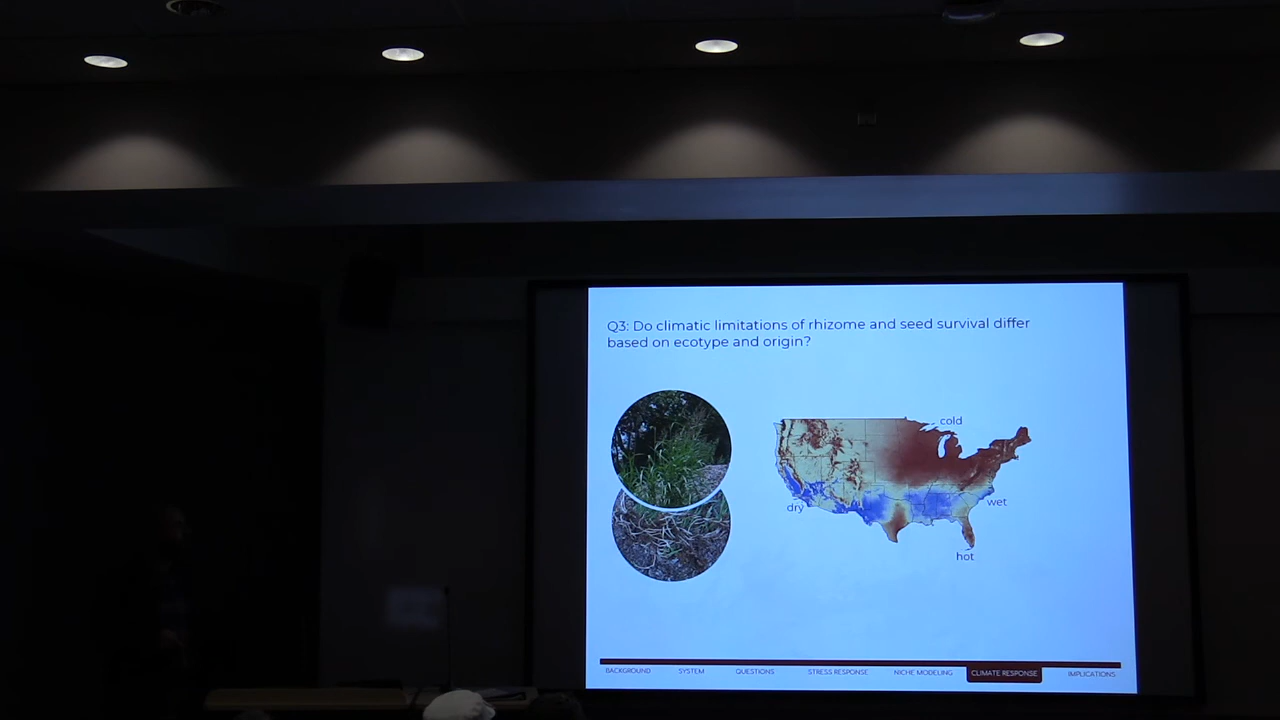 Q3: Do climatic limitations of rhizome and seed survival differ
based on ecotype and origin?
cold
dry
wet
hot
BACKGROUND SYSTEM QUESTIONS STRESS RESPONSE NICHE MODELING CLIMATE RESPONSE IMPLICATIONS